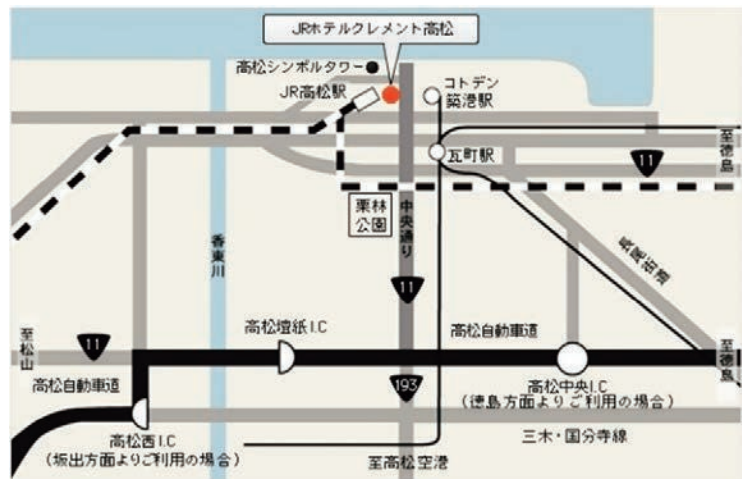 JRホテルクレメント高松
高松シンボルタワー
JR高松駅
コトデン
築港駅
瓦町駅
至徳島
11
栗林
公園
中央通り
香東川
長尾街道
11
高松檀紙I.C
高松自動車道
至松山
11
高松自動車道
至徳島
193
高松中央I.C
(徳島方面よりご利用の場合)
高松西I.C
(坂出方面よりご利用の場合)
三木・国分寺線
至高松空港